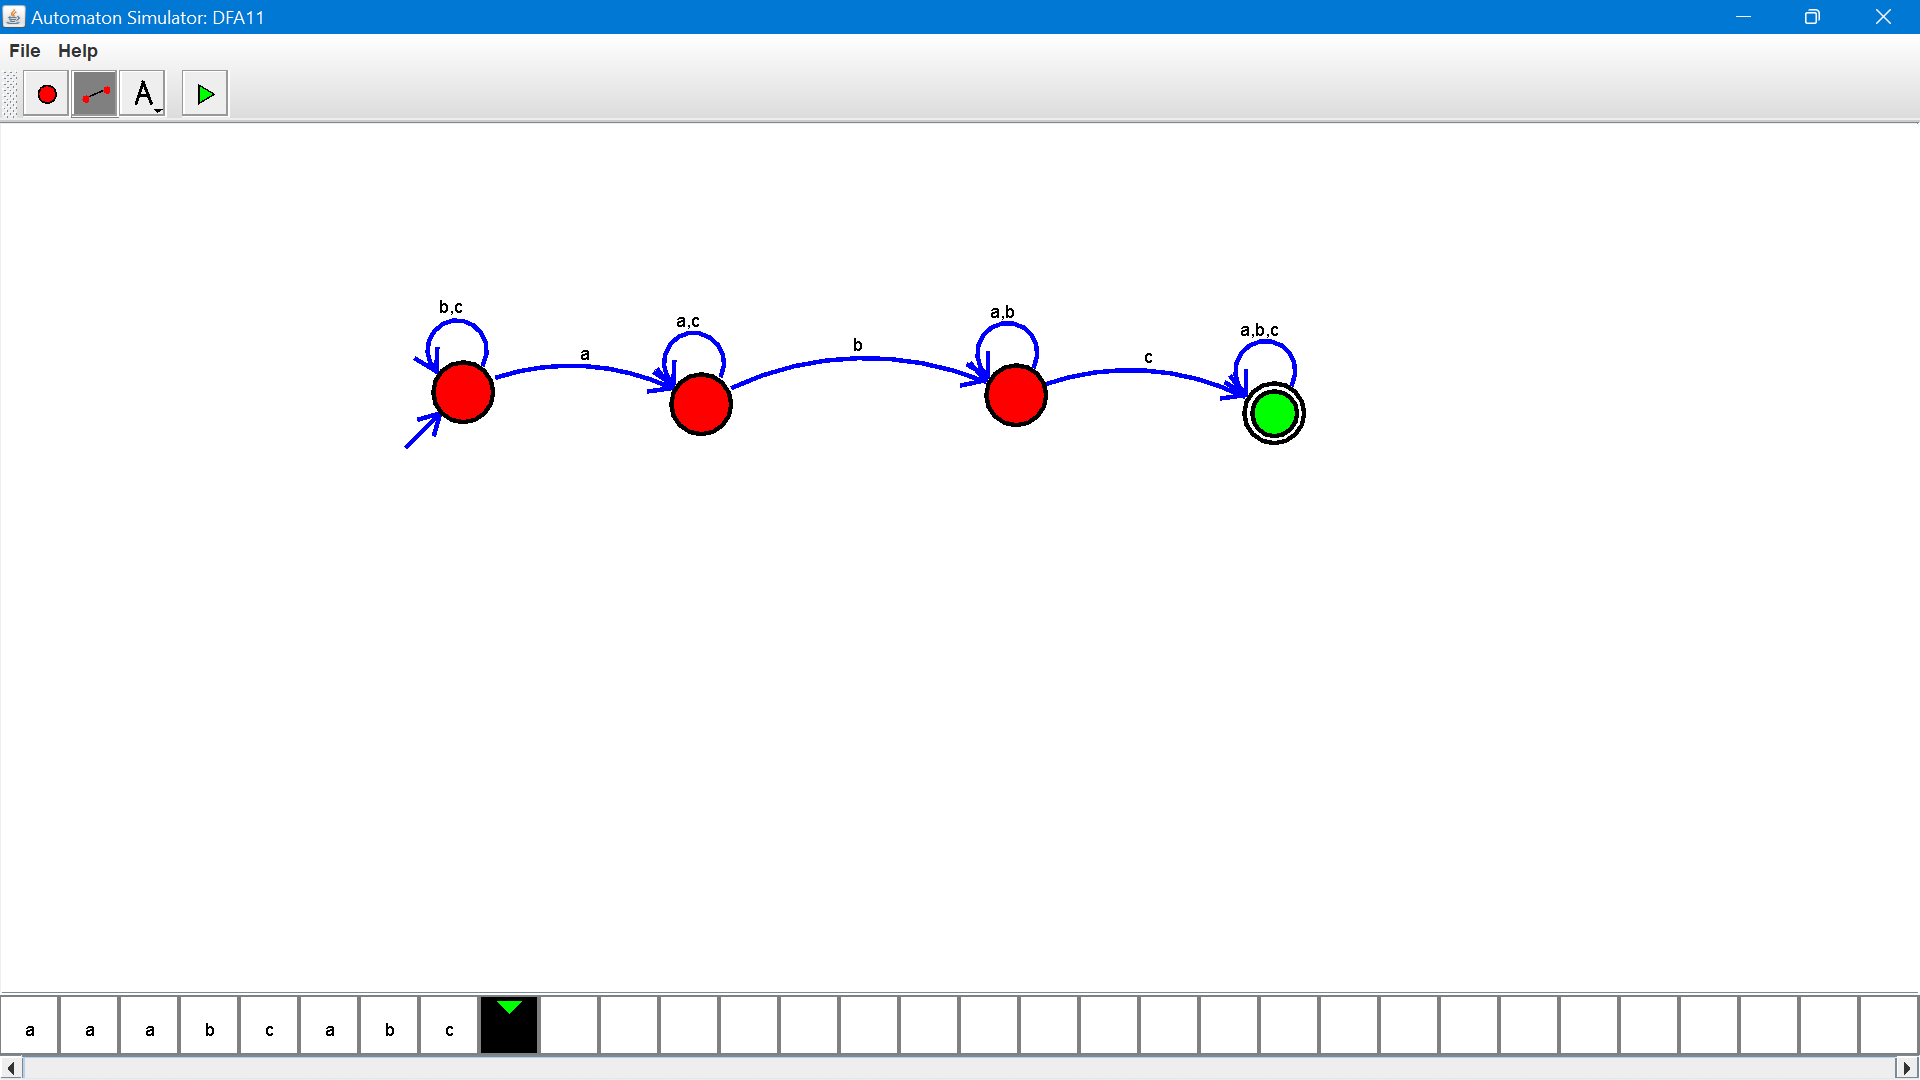 Automaton Simulator: DFA11
File Help
A
b,c
a,b
a,c
a,b,c
b
a
c
a a a b c a b c